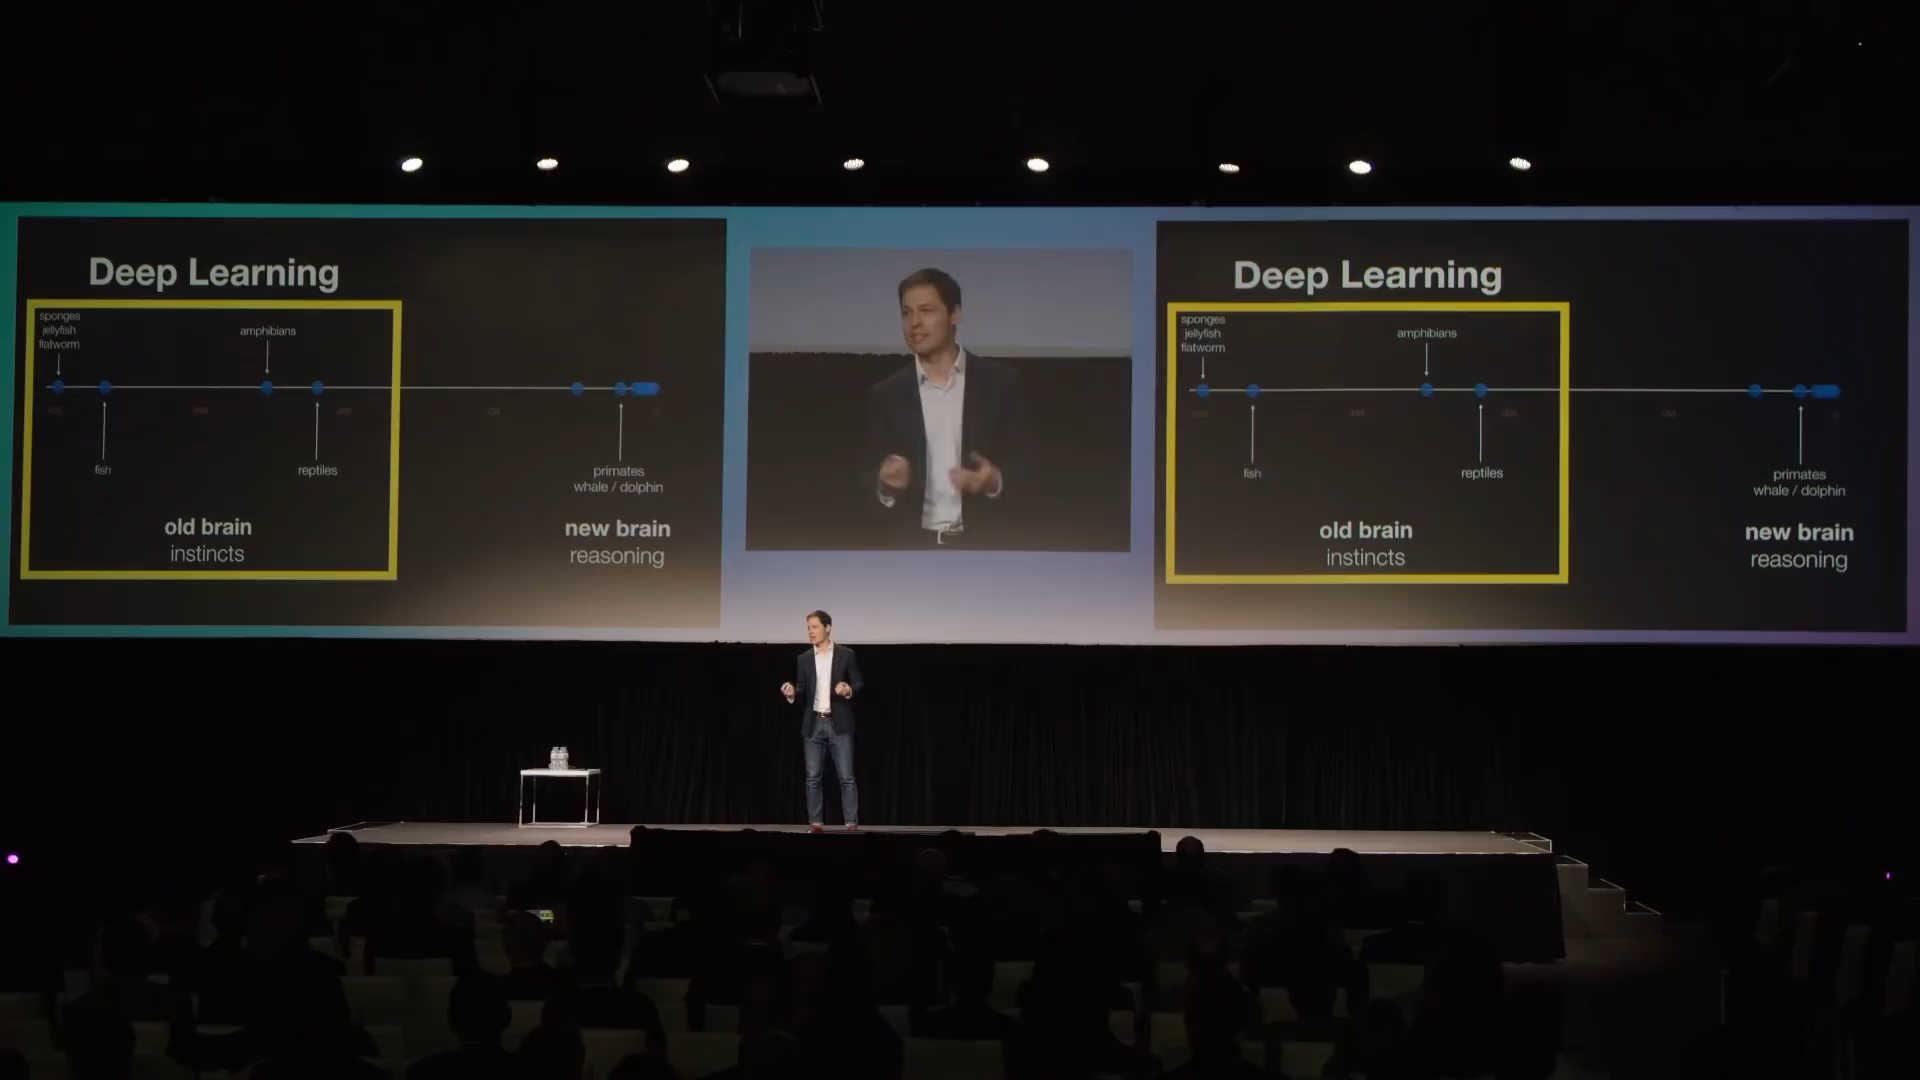 Deep Learning
sponges
jellyfish
flatworm
amphibians
fish
reptiles
primates
whale / dolphin
old brain
instincts
new brain
reasoning
Deep Learning
sponges
jellyfish
flatworm
amphibians
fish
reptiles
primates
whale / dolphin
old brain
instincts
new brain
reasoning